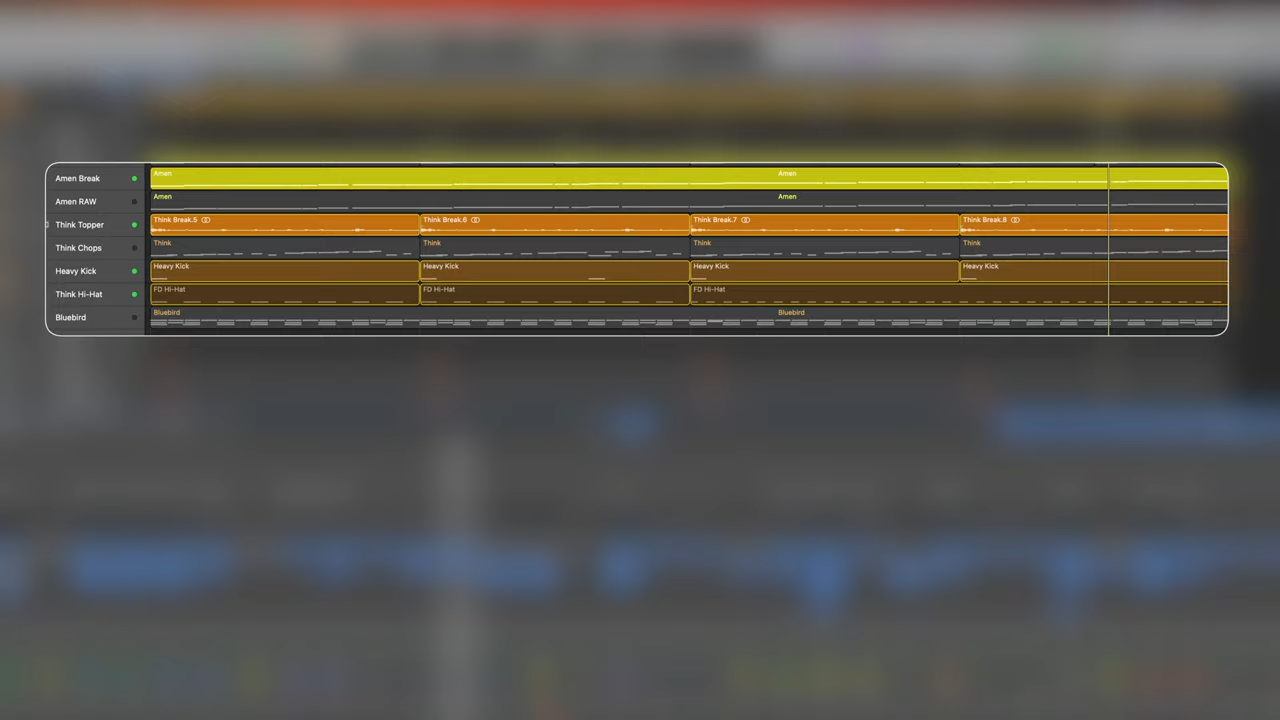 Amen Break Amen Amen
Amen RAW Amen Amen
Think Topper Think Break.5 Think Break.6 Think Break.7 Think Break.8
Think Chops Think Think Think Think
Heavy Kick Heavy Kick Heavy Kick Heavy Kick Heavy Kick
Think Hi-Hat FD Hi-Hat FD Hi-Hat FD Hi-Hat
Bluebird Bluebird Bluebird